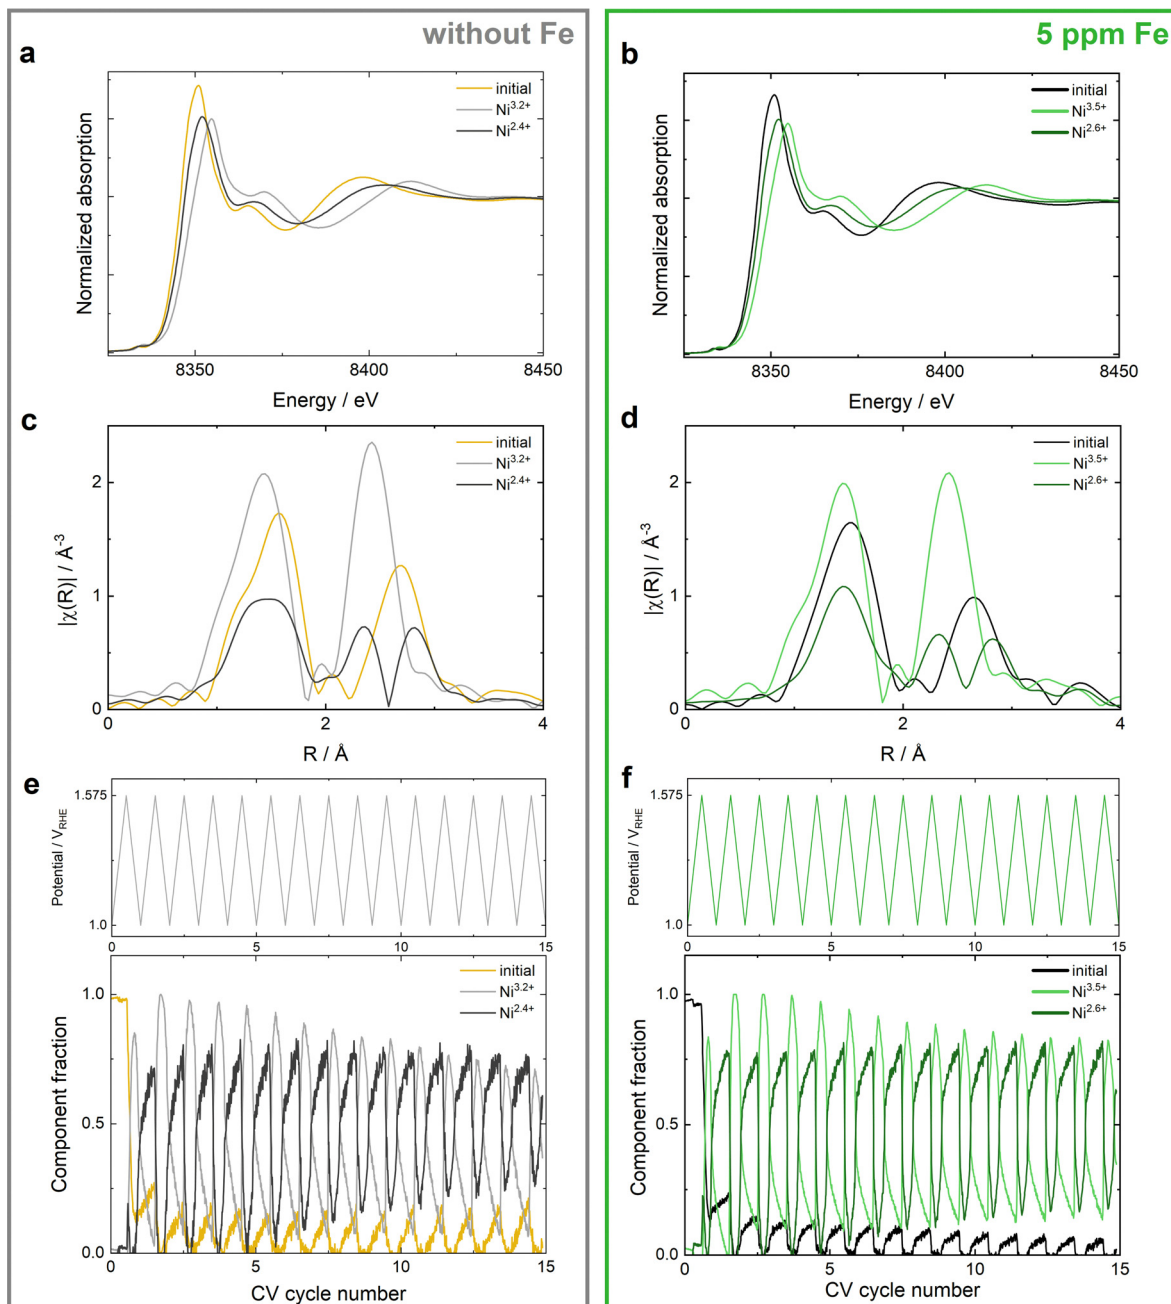 without Fe
a
initial
Ni3.2+
Ni2.4+
Normalized absorption
8350
8400
8450
Energy / eV
c
initial
Ni3.2+
Ni2.4+
2
1
0
|χ(R)| / Å-3
0
2
4
R / Å
e
1.575
1.0
Potential / VRHE
0
5
10
15
initial
Ni3.2+
Ni2.4+
1.0
0.5
0.0
Component fraction
0
5
10
15
CV cycle number
5 ppm Fe
b
initial
Ni3.5+
Ni2.6+
Normalized absorption
8350
8400
8450
Energy / eV
d
initial
Ni3.5+
Ni2.6+
2
1
0
|χ(R)| / Å-3
0
2
4
R / Å
f
1.575
1.0
Potential / VRHE
0
5
10
15
initial
Ni3.5+
Ni2.6+
1.0
0.5
0.0
Component fraction
0
5
10
15
CV cycle number